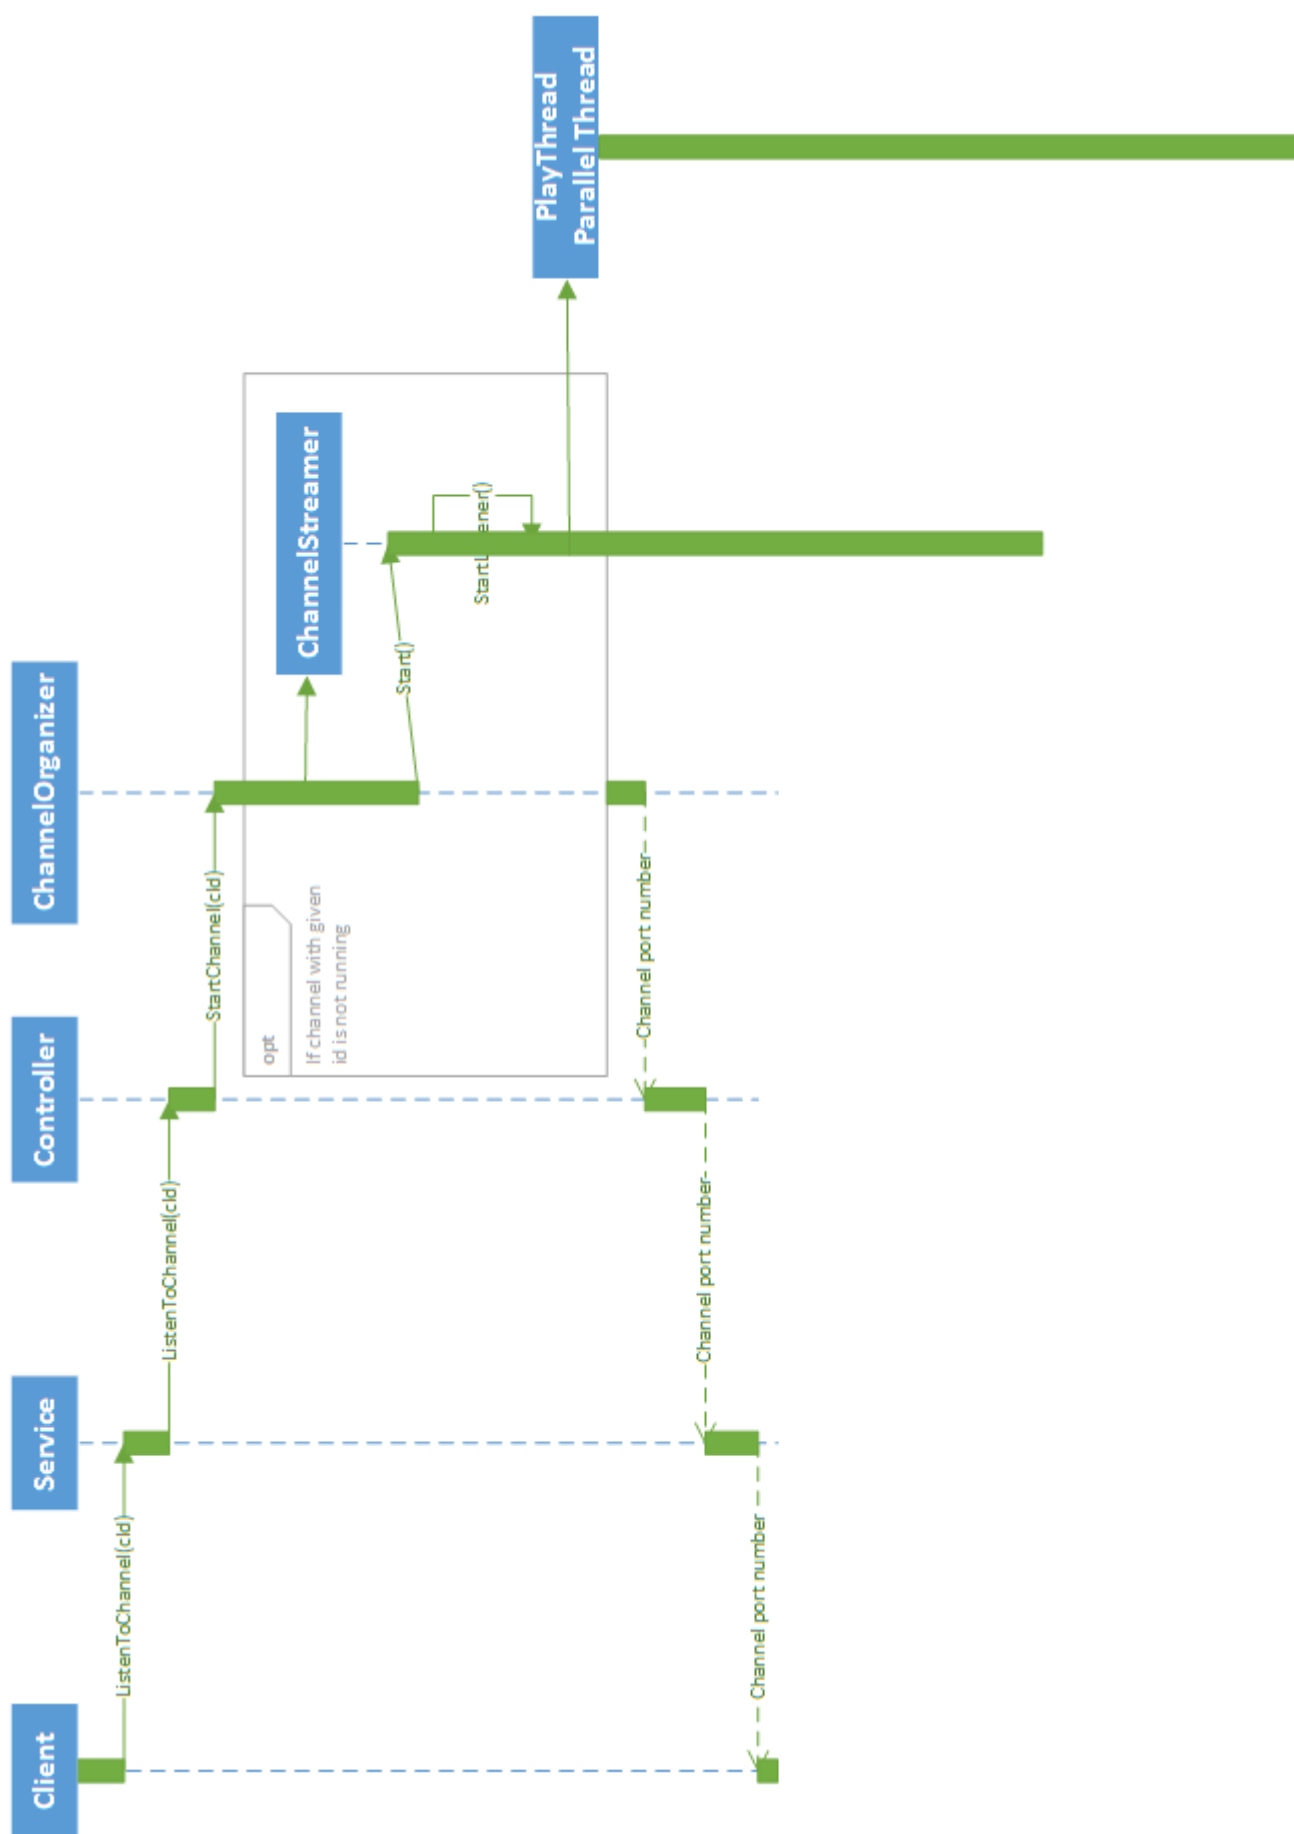 Client
Service
Controller
ChannelOrganizer
ListenToChannel(cId)
ListenToChannel(cId)
StartChannel(cId)
opt
If channel with given
id is not running
ChannelStreamer
Start()
PlayThread
Parallel Thread
Channel port number
Channel port number
Channel port number